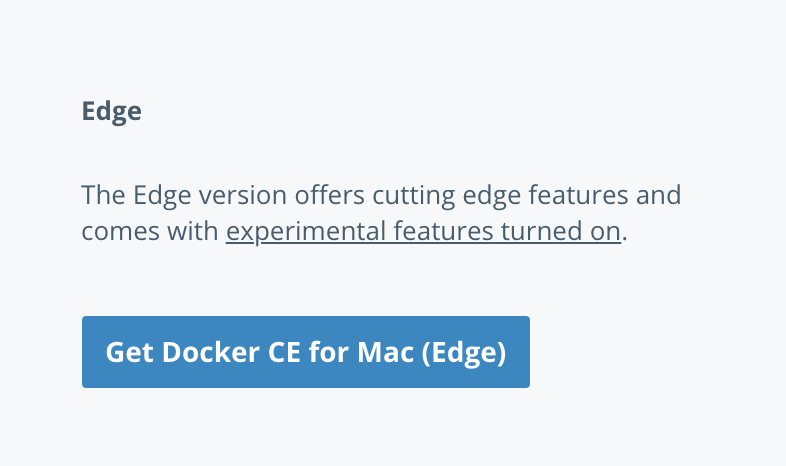 Edge
The Edge version offers cutting edge features and
comes with experimental features turned on.
Get Docker CE for Mac (Edge)